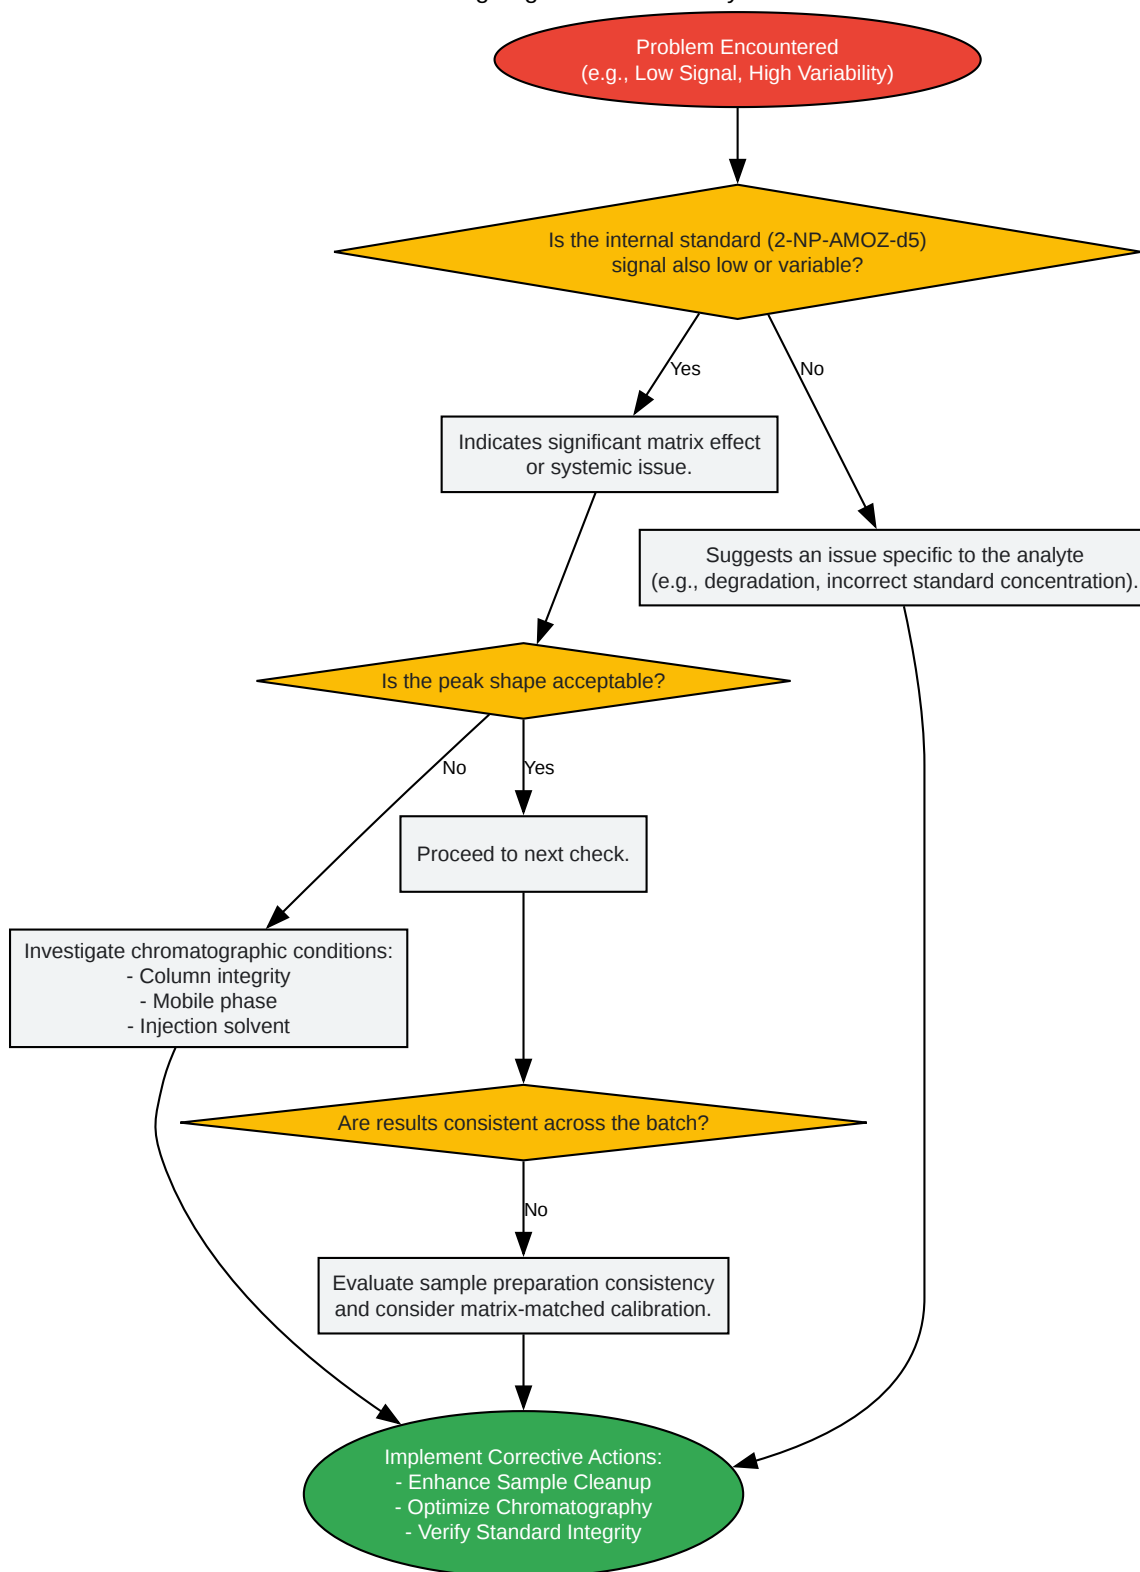 Problem Encountered
(e.g., Low Signal, High Variability)
Is the internal standard (2-NP-AMOZ-d5)
signal also low or variable?
Yes
No
Indicates significant matrix effect
or systemic issue.
Suggests an issue specific to the analyte
(e.g., degradation, incorrect standard concentration).
Is the peak shape acceptable?
No
Yes
Proceed to next check.
Investigate chromatographic conditions:
- Column integrity
- Mobile phase
- Injection solvent
Are results consistent across the batch?
No
Evaluate sample preparation consistency
and consider matrix-matched calibration.
Implement Corrective Actions:
- Enhance Sample Cleanup
- Optimize Chromatography
- Verify Standard Integrity